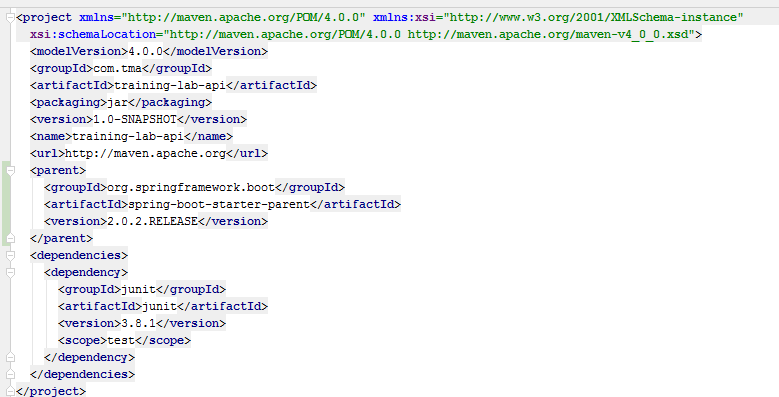 <project xmlns="http://maven.apache.org/POM/4.0.0" xmlns:xsi="http://www.w3.org/2001/XMLSchema-instance"
xsi:schemaLocation="http://maven.apache.org/POM/4.0.0 http://maven.apache.org/maven-v4_0_0.xsd">
<modelVersion>4.0.0</modelVersion>
<groupId>com.tma</groupId>
<artifactId>training-lab-api</artifactId>
<packaging>jar</packaging>
<version>1.0-SNAPSHOT</version>
<name>training-lab-api</name>
<url>http://maven.apache.org</url>
<parent>
<groupId>org.springframework.boot</groupId>
<artifactId>spring-boot-starter-parent</artifactId>
<version>2.0.2.RELEASE</version>
</parent>
<dependencies>
<dependency>
<groupId>junit</groupId>
<artifactId>junit</artifactId>
<version>3.8.1</version>
<scope>test</scope>
</dependency>
</dependencies>
</project>